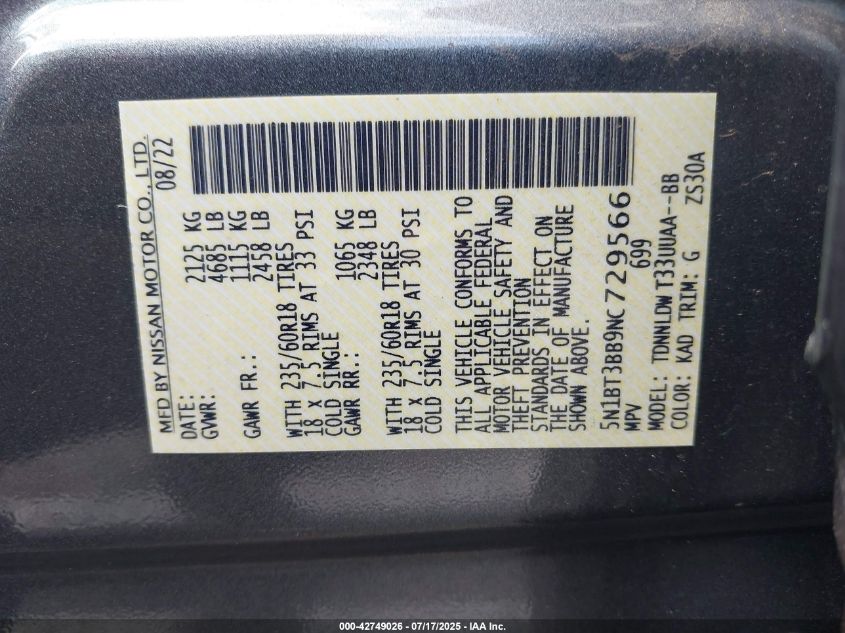 MFD BY NISSAN MOTOR CO., LTD.
DATE: 08/22
GVWR: 2125 KG
4685 LB
GAWR FR.: 1115 KG
2458 LB
WITH 235/60R18 TIRES
18 X 7.5 RIMS AT 33 PSI
COLD SINGLE
GAWR RR.: 1065 KG
2348 LB
WITH 235/60R18 TIRES
18 X 7.5 RIMS AT 30 PSI
COLD SINGLE
THIS VEHICLE CONFORMS TO
ALL APPLICABLE FEDERAL
MOTOR VEHICLE SAFETY AND
THEFT PREVENTION
STANDARDS IN EFFECT ON
THE DATE OF MANUFACTURE
SHOWN ABOVE.
5N1BT3BB9NC729566
MPV 699
MODEL: TDNNLDW T33UUAA--BB
COLOR: KAD TRIM: G ZS30A
000-42749026 - 07/17/2025 - IAA Inc.